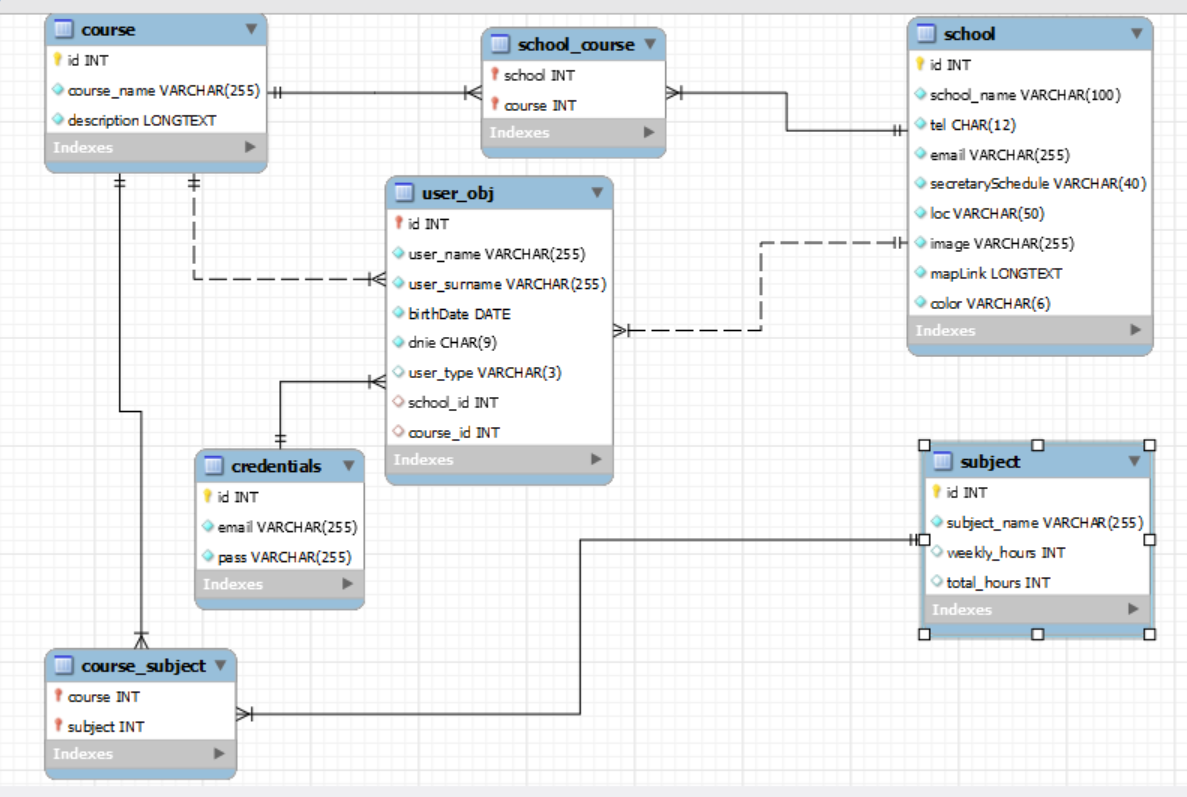 course
id INT
course_name VARCHAR(255)
description LONGTEXT
Indexes
school_course
school INT
course INT
Indexes
school
id INT
school_name VARCHAR(100)
tel CHAR(12)
email VARCHAR(255)
secretarySchedule VARCHAR(40)
loc VARCHAR(50)
image VARCHAR(255)
mapLink LONGTEXT
color VARCHAR(6)
Indexes
user_obj
id INT
user_name VARCHAR(255)
user_surname VARCHAR(255)
birthDate DATE
dnie CHAR(9)
user_type VARCHAR(3)
school_id INT
course_id INT
Indexes
credentials
id INT
email VARCHAR(255)
pass VARCHAR(255)
Indexes
subject
id INT
subject_name VARCHAR(255)
weekly_hours INT
total_hours INT
Indexes
course_subject
course INT
subject INT
Indexes